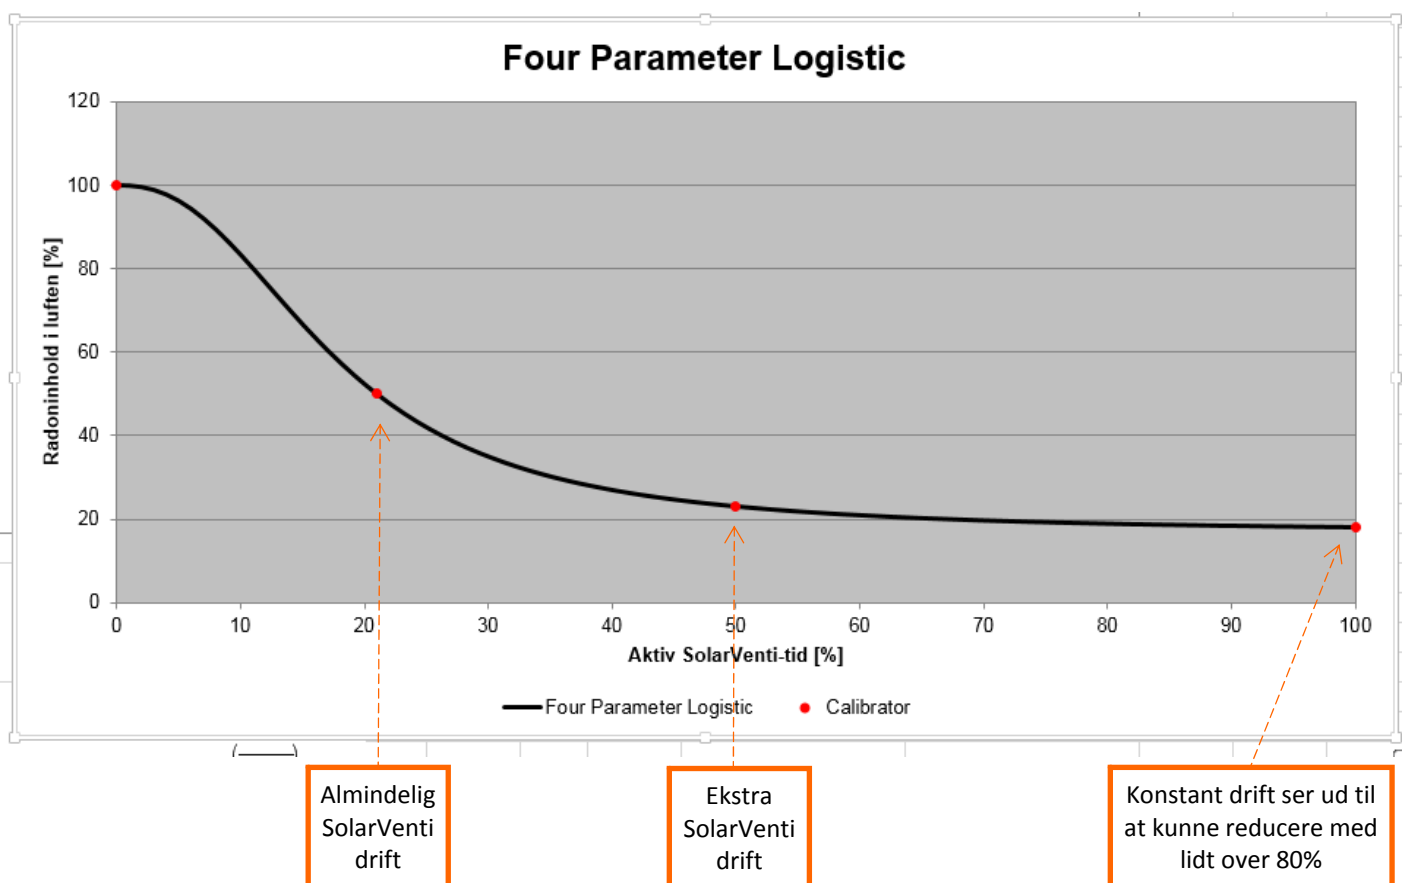 Four Parameter Logistic
120
100
80
60
40
20
0
Radoninhold i luften [%]
0 10 20 30 40 50 60 70 80 90 100
Aktiv SolarVenti-tid [%]
Four Parameter Logistic
Calibrator
Almindelig
SolarVenti
drift
Ekstra
SolarVenti
drift
Konstant drift ser ud til
at kunne reducere med
lidt over 80%